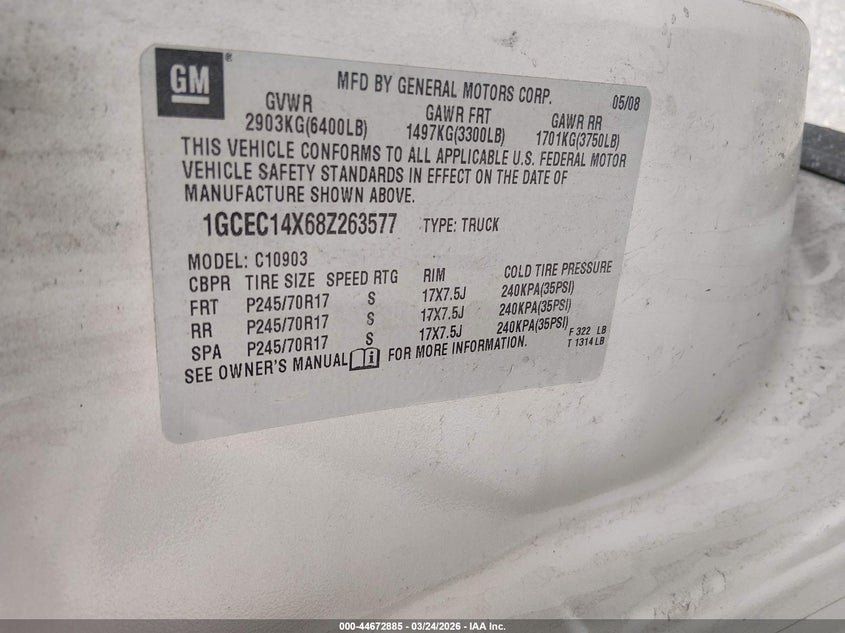 GM®
MFD BY GENERAL MOTORS CORP. 05/08
GVWR GAWR FRT GAWR RR
2903KG(6400LB) 1497KG(3300LB) 1701KG(3750LB)
THIS VEHICLE CONFORMS TO ALL APPLICABLE U.S. FEDERAL MOTOR
VEHICLE SAFETY STANDARDS IN EFFECT ON THE DATE OF
MANUFACTURE SHOWN ABOVE.
1GCEC14X68Z263577 TYPE: TRUCK
MODEL: C10903
CBPR TIRE SIZE SPEED RTG RIM COLD TIRE PRESSURE
FRT P245/70R17 S 17X7.5J 240KPA(35PSI)
RR P245/70R17 S 17X7.5J 240KPA(35PSI)
SPA P245/70R17 S 17X7.5J 240KPA(35PSI)
F 322 LB
T 1314 LB
SEE OWNER'S MANUAL FOR MORE INFORMATION.
000-44672885 - 03/24/2026 - IAA Inc.